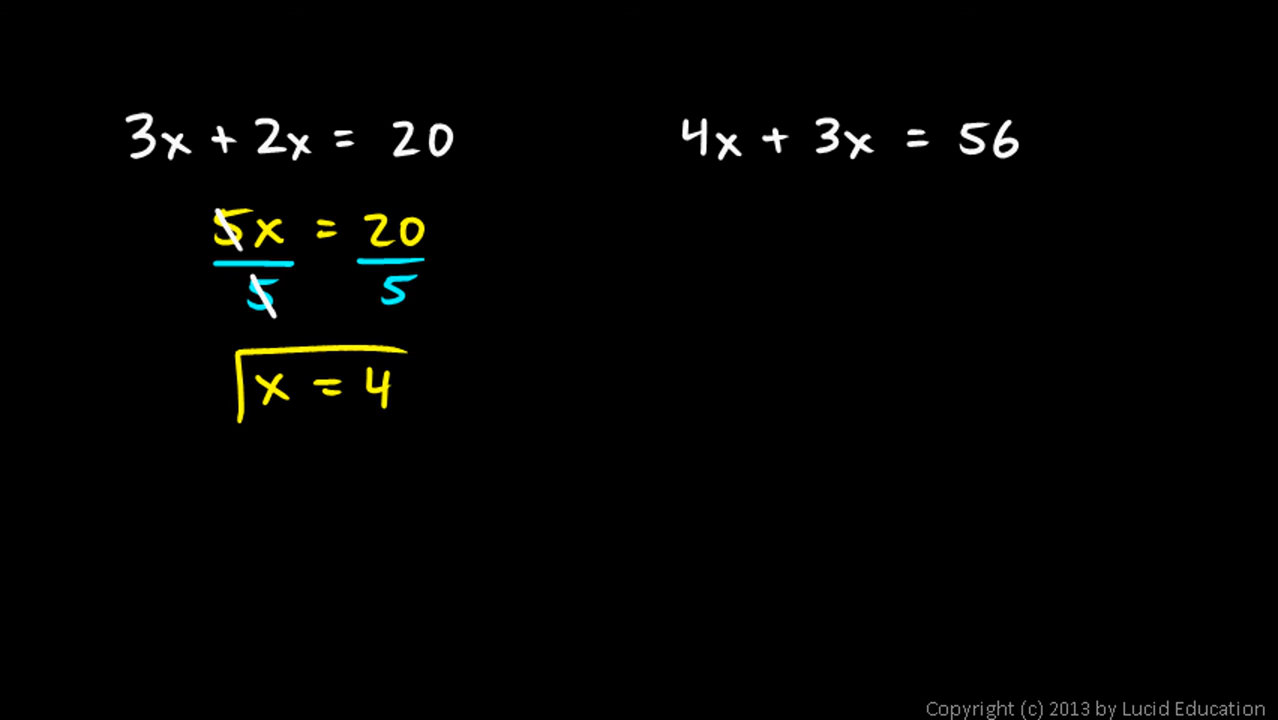 3x + 2x = 20
5x = 20
5 5
x = 4
4x + 3x = 56
Copyright (c) 2013 by Lucid Education